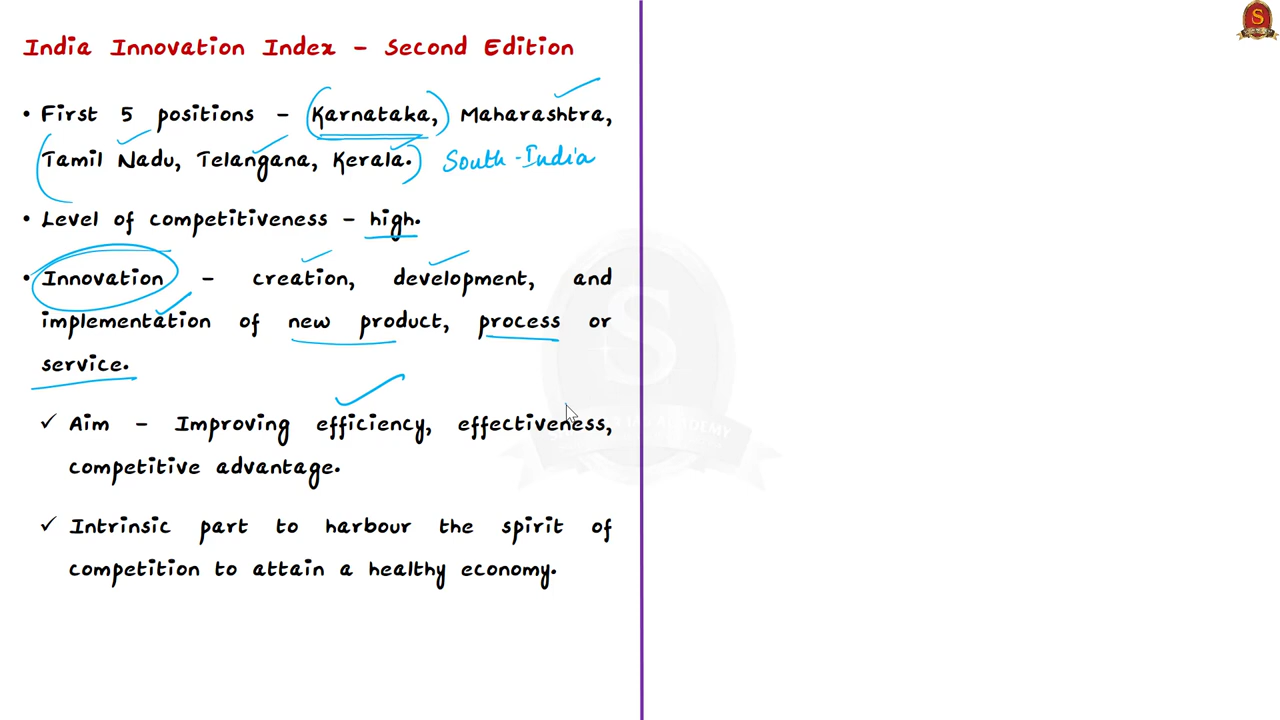 India Innovation Index - Second Edition
• First 5 positions - Karnataka, Maharashtra,
Tamil Nadu, Telangana, Kerala. South-India
• Level of competitiveness - high.
• Innovation - creation, development, and
implementation of new product, process or
service.
✓ Aim - Improving efficiency, effectiveness,
competitive advantage.
✓ Intrinsic part to harbour the spirit of
competition to attain a healthy economy.
S